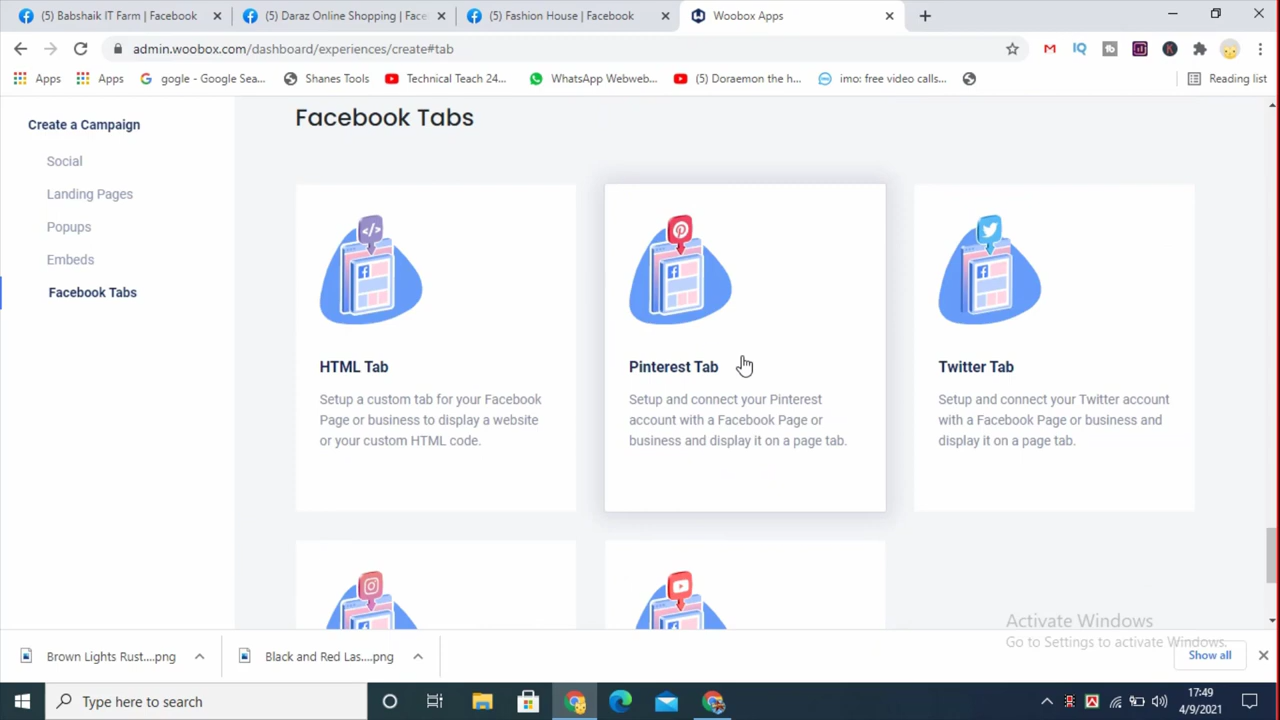 (5) Babshaik IT Farm | Facebook
(5) Daraz Online Shopping | Face
(5) Fashion House | Facebook
Woobox Apps
admin.woobox.com/dashboard/experiences/create#tab
Apps
Apps
gogle - Google Sea...
Shanes Tools
Technical Teach 24...
WhatsApp Webweb...
(5) Doraemon the h...
imo: free video calls...
Reading list
Create a Campaign
Social
Landing Pages
Popups
Embeds
Facebook Tabs
Facebook Tabs
HTML Tab
Setup a custom tab for your Facebook
Page or business to display a website
or your custom HTML code.
Pinterest Tab
Setup and connect your Pinterest
account with a Facebook Page or
business and display it on a page tab.
Twitter Tab
Setup and connect your Twitter account
with a Facebook Page or business and
display it on a page tab.
Activate Windows
Go to Settings to activate Windows.
Brown Lights Rust....png
Black and Red Las....png
Show all
Type here to search
17:49
4/9/2021